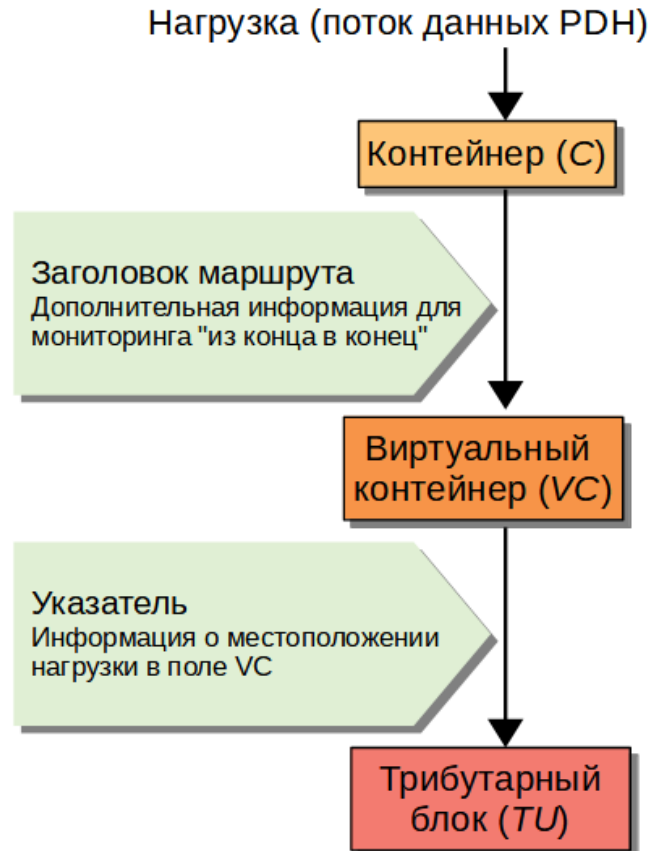 Нагрузка (поток данных PDH)
Контейнер (C)
Заголовок маршрута
Дополнительная информация для
мониторинга "из конца в конец"
Виртуальный
контейнер (VC)
Указатель
Информация о местоположении
нагрузки в поле VC
Трибутарный
блок (TU)